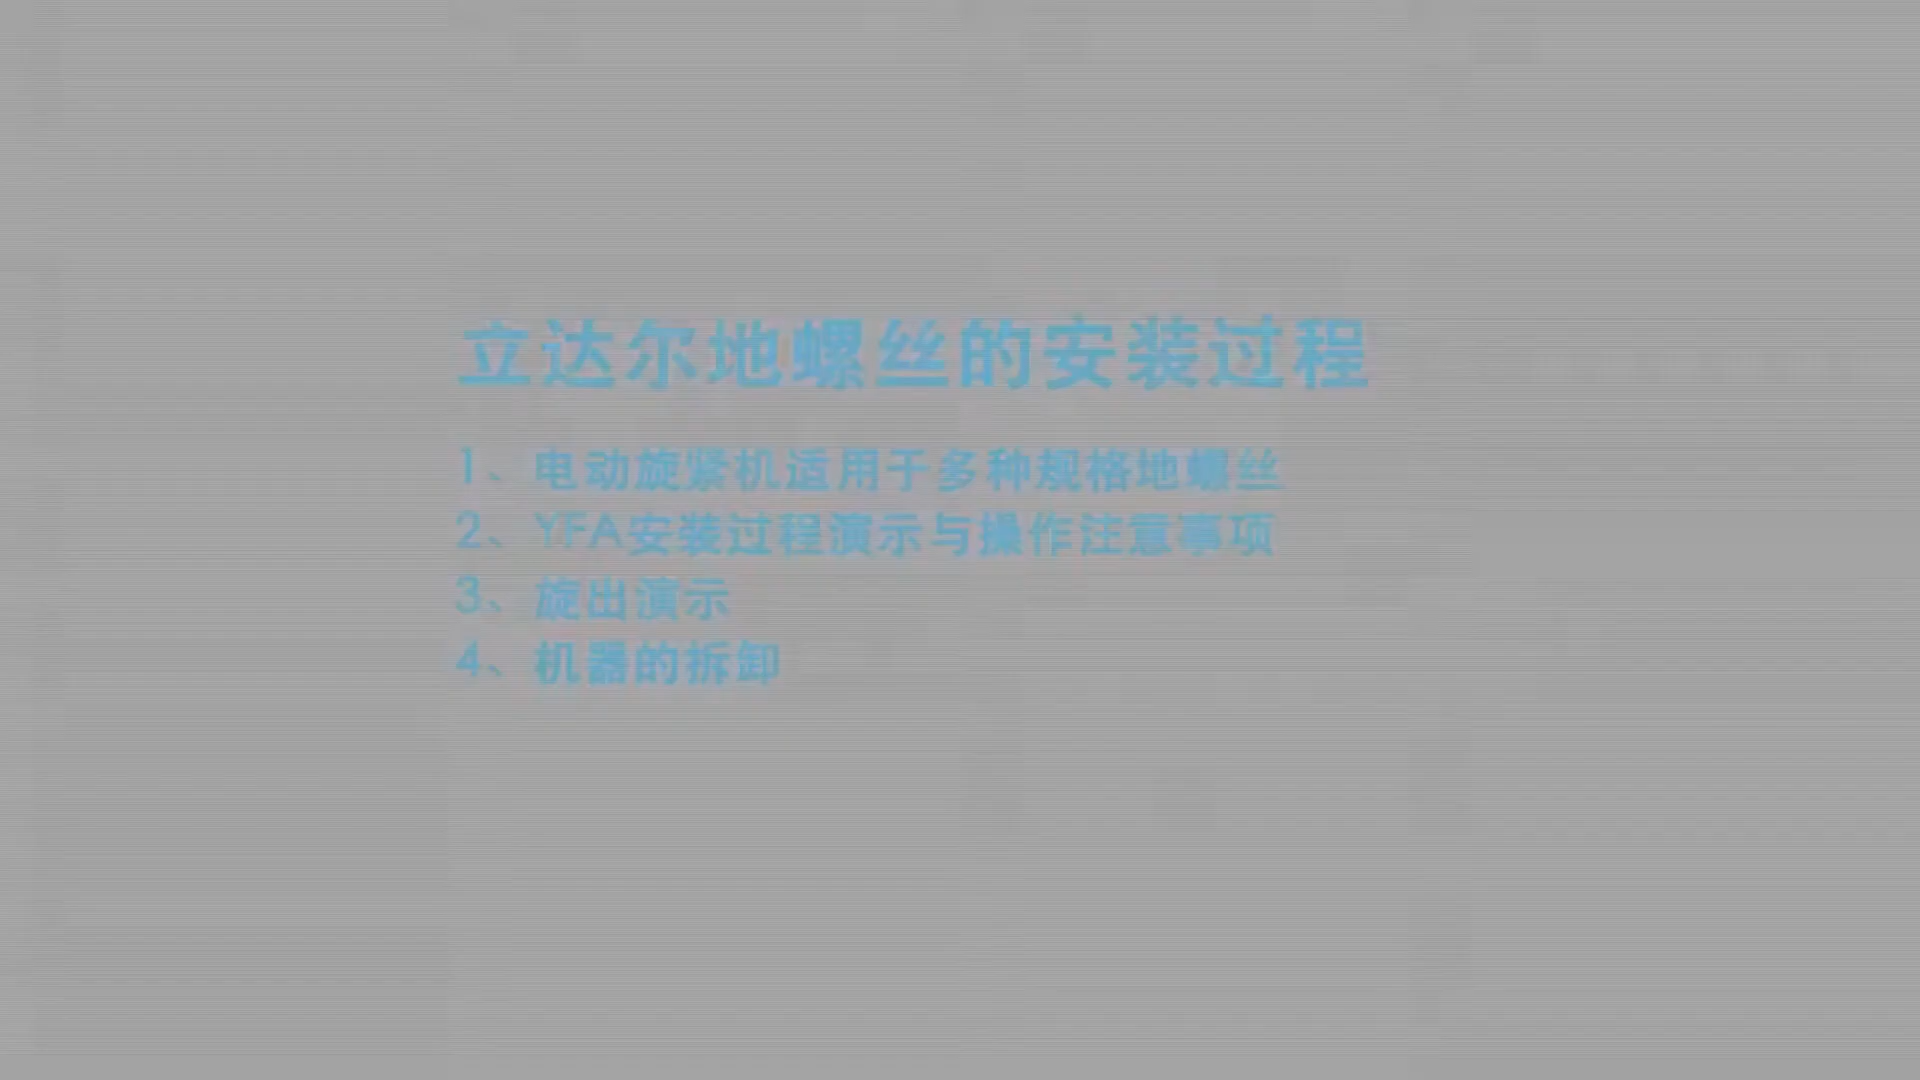 立达尔地螺丝的安装过程
1、电动旋紧机适用于多种规格地螺丝
2、YFA安装过程演示与操作注意事项
3、旋出演示
4、机器的拆卸